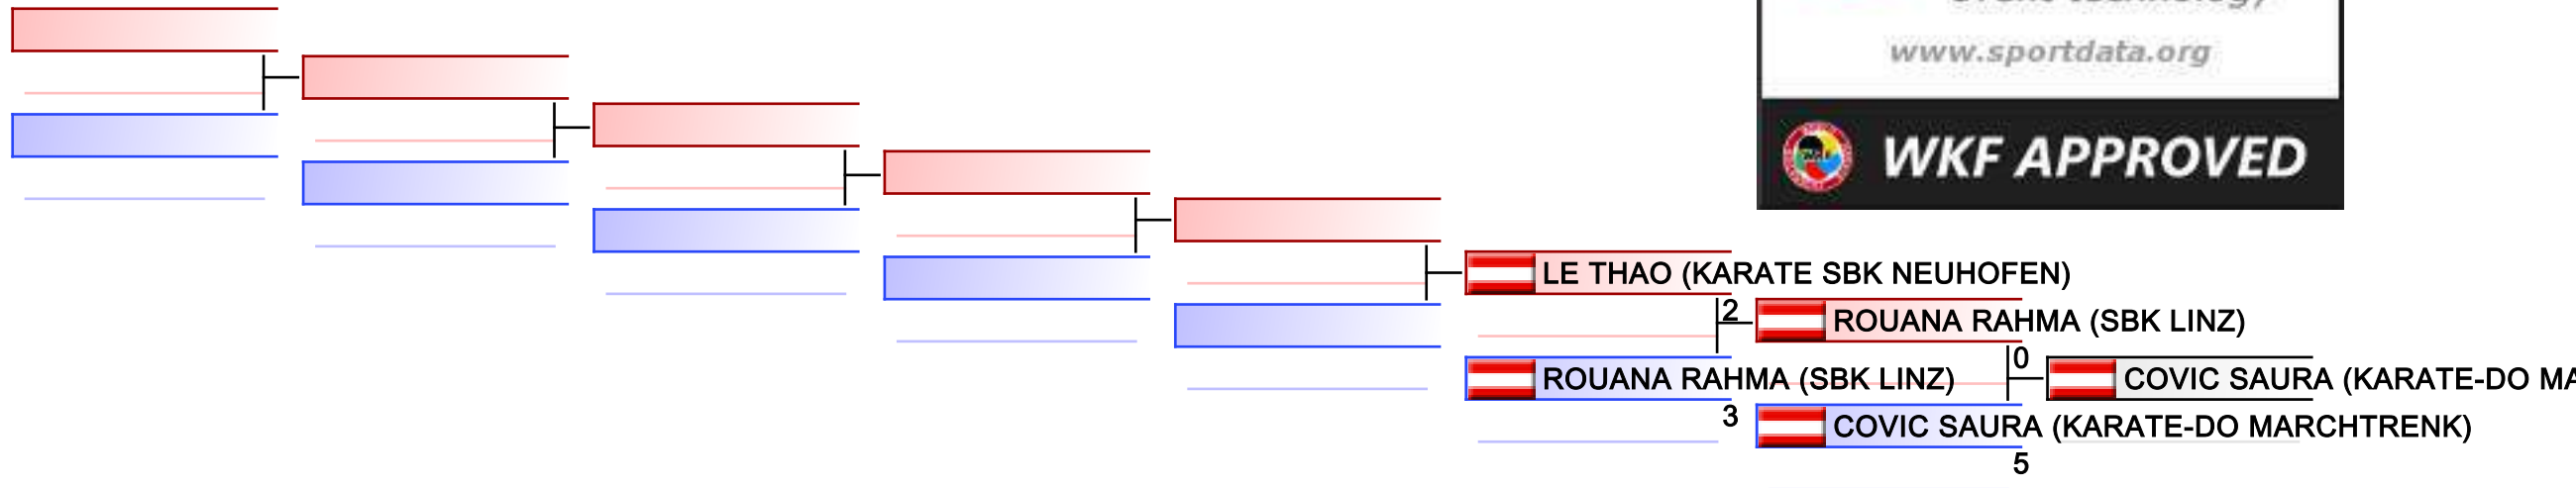 www.sportdata.org
WKF APPROVED
LE THAO (KARATE SBK NEUHOFEN)
2
ROUANA RAHMA (SBK LINZ)
0
ROUANA RAHMA (SBK LINZ)
COVIC SAURA (KARATE-DO
3
COVIC SAURA (KARATE-DO MARCHTRENK)
5